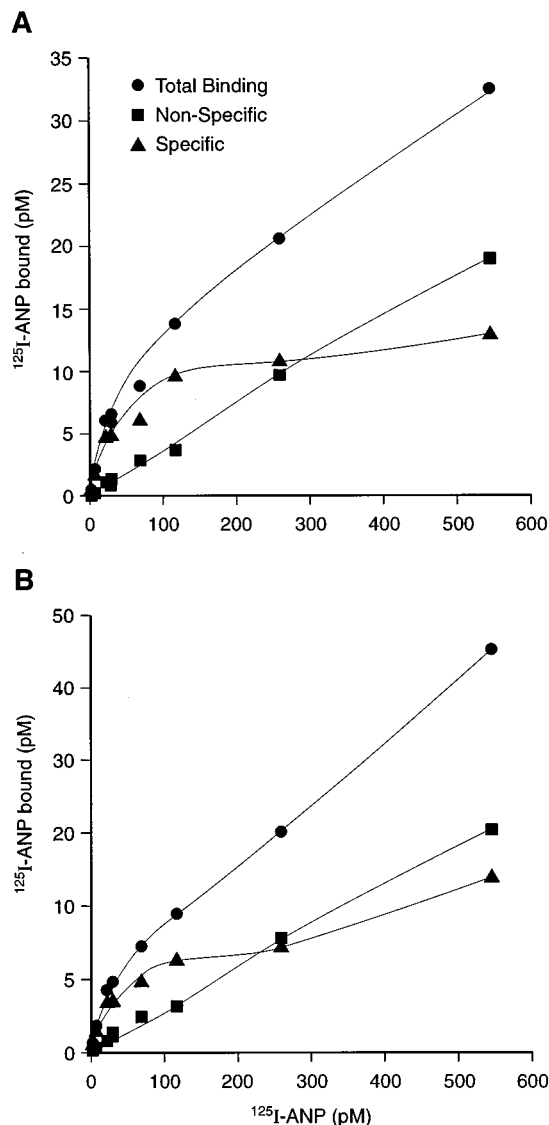 A
35
30
25
20
15
10
5
0
¹²⁵I-ANP bound (pM)
Total Binding
Non-Specific
Specific
0 100 200 300 400 500 600
B
50
40
30
20
10
5
0
¹²⁵I-ANP bound (pM)
0 100 200 300 400 500 600
¹²⁵I-ANP (pM)